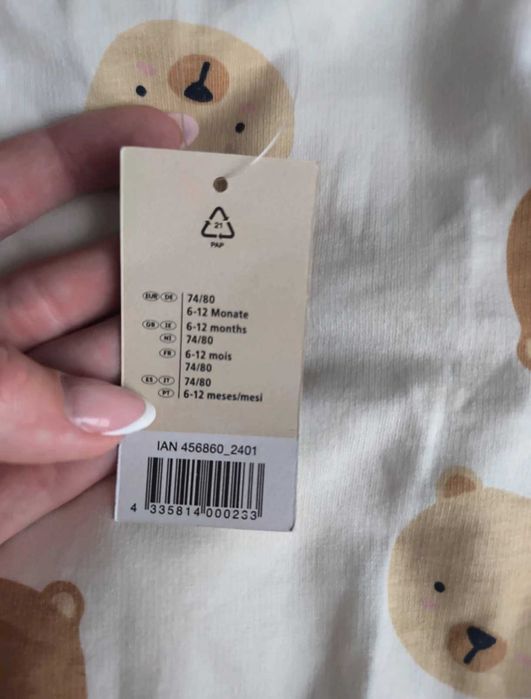 21
PAP
EUR DE 74/80
6-12 Monate
GB IE 6-12 months
NI 74/80
FR 6-12 mois
74/80
ES IT 74/80
PT 6-12 meses/mesi
IAN 456860_2401
4 335814 000233